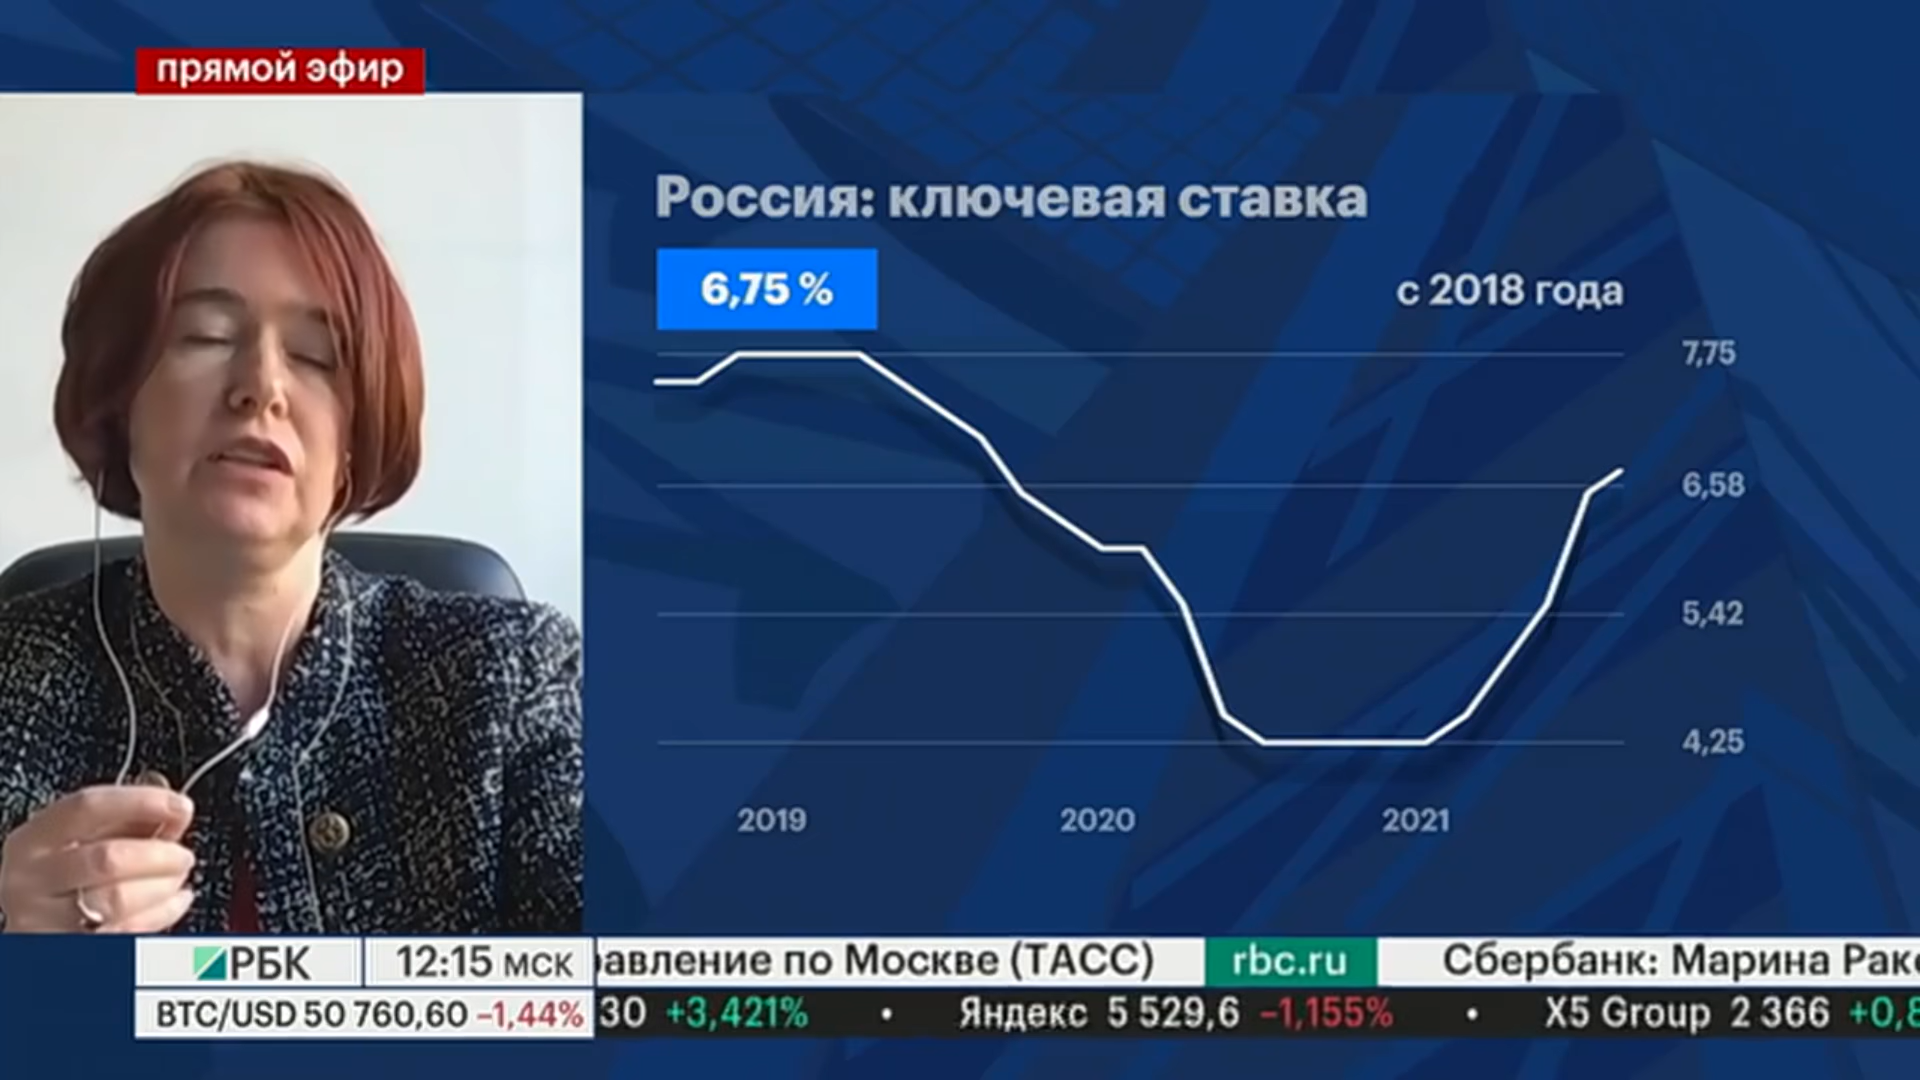 прямой эфир
Россия: ключевая ставка
6,75 %
с 2018 года
7,75
6,58
5,42
4,25
2019 2020 2021
РБК 12:15 мск равление по Москве (ТАСС) rbc.ru Сбербанк: Марина Рак
BTC/USD 50 760,60 –1,44% 30 +3,421% • Яндекс 5 529,6 –1,155% • X5 Group 2 366 +0,8